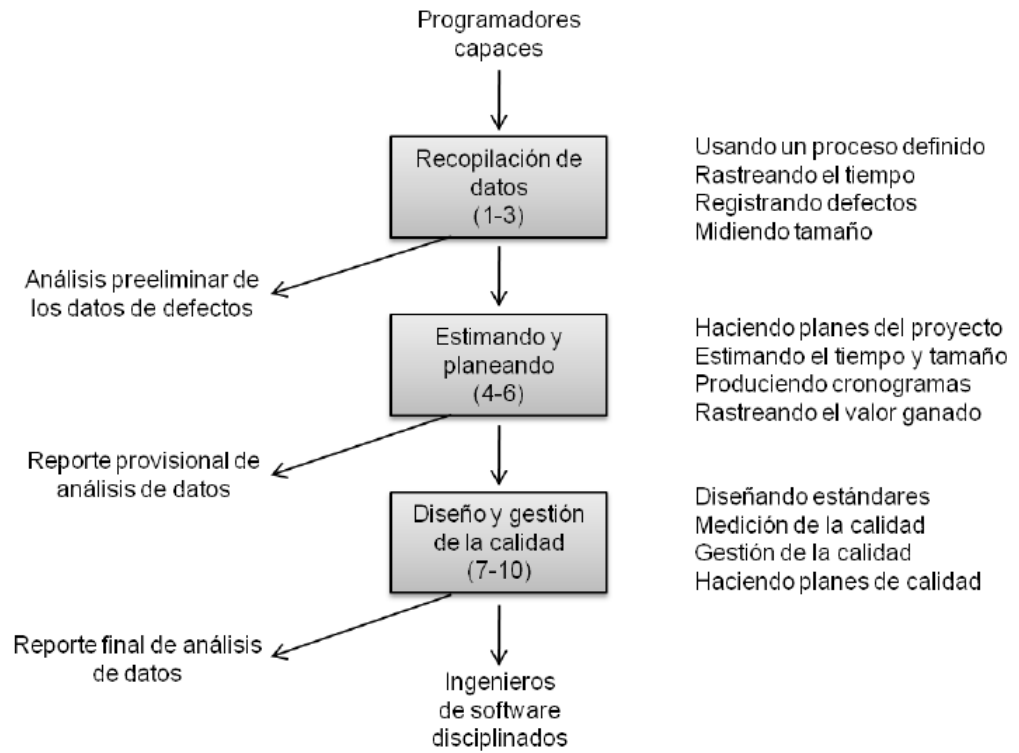 Programadores
capaces
Recopilación de
datos
(1-3)
Usando un proceso definido
Rastreando el tiempo
Registrando defectos
Midiendo tamaño
Análisis preeliminar de
los datos de defectos
Estimando y
planeando
(4-6)
Haciendo planes del proyecto
Estimando el tiempo y tamaño
Produciendo cronogramas
Rastreando el valor ganado
Reporte provisional de
análisis de datos
Diseño y gestión
de la calidad
(7-10)
Diseñando estándares
Medición de la calidad
Gestión de la calidad
Haciendo planes de calidad
Reporte final de análisis
de datos
Ingenieros
de software
disciplinados